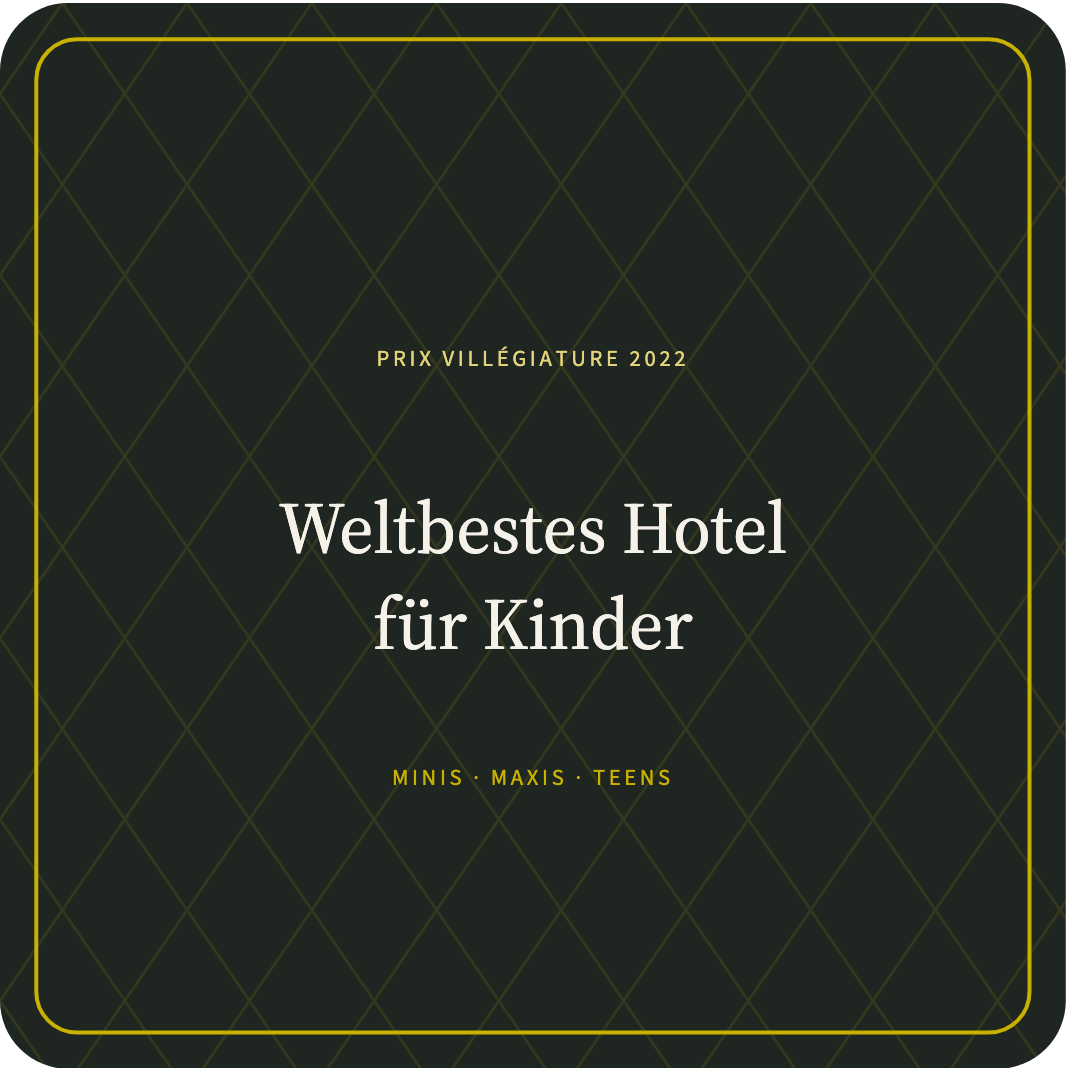 PRIX VILLÉGIATURE 2022
Weltbestes Hotel
für Kinder
MINIS · MAXIS · TEENS